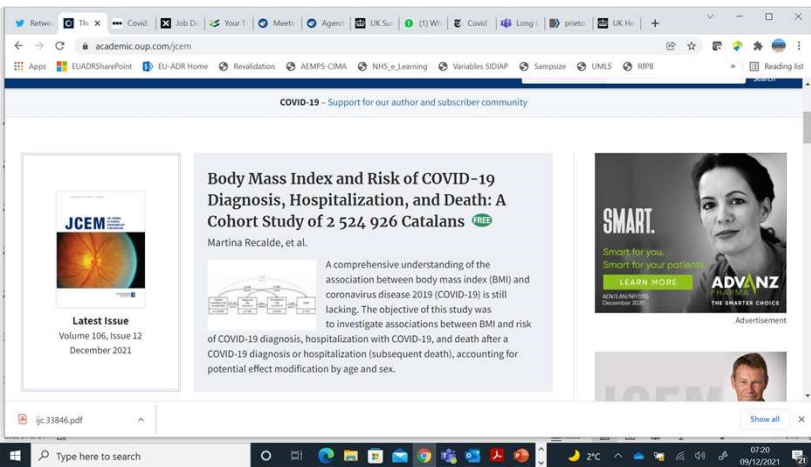 Retwe
Th
Covid
Job De
Your T
Meetin
Agend
UK Sur
(1) Wh
Covid
Long C
prieto
UK He
academic.oup.com/jcem
Apps
EUADRSharePoint
EU-ADR Home
Revalidation
AEMPS-CIMA
NHS_e_Learning
Variables SIDIAP
Sampsize
UMLS
RfPB
»
Reading list
Search
COVID-19 – Support for our author and subscriber community
JCEM
Latest Issue
Volume 106, Issue 12
December 2021
Body Mass Index and Risk of COVID-19
Diagnosis, Hospitalization, and Death: A
Cohort Study of 2 524 926 Catalans FREE
Martina Recalde, et al.
A comprehensive understanding of the
association between body mass index (BMI) and
coronavirus disease 2019 (COVID-19) is still
lacking. The objective of this study was
to investigate associations between BMI and risk
of COVID-19 diagnosis, hospitalization with COVID-19, and death after a
COVID-19 diagnosis or hospitalization (subsequent death), accounting for
potential effect modification by age and sex.
SMART.
Smart for you.
Smart for your patients.
LEARN MORE
December 2020
ADVANZ
PHARMA
THE SMARTER CHOICE
Advertisement
JCEM
ijc.33846.pdf
Show all
Type here to search
2°C
07:20
09/12/2021
21